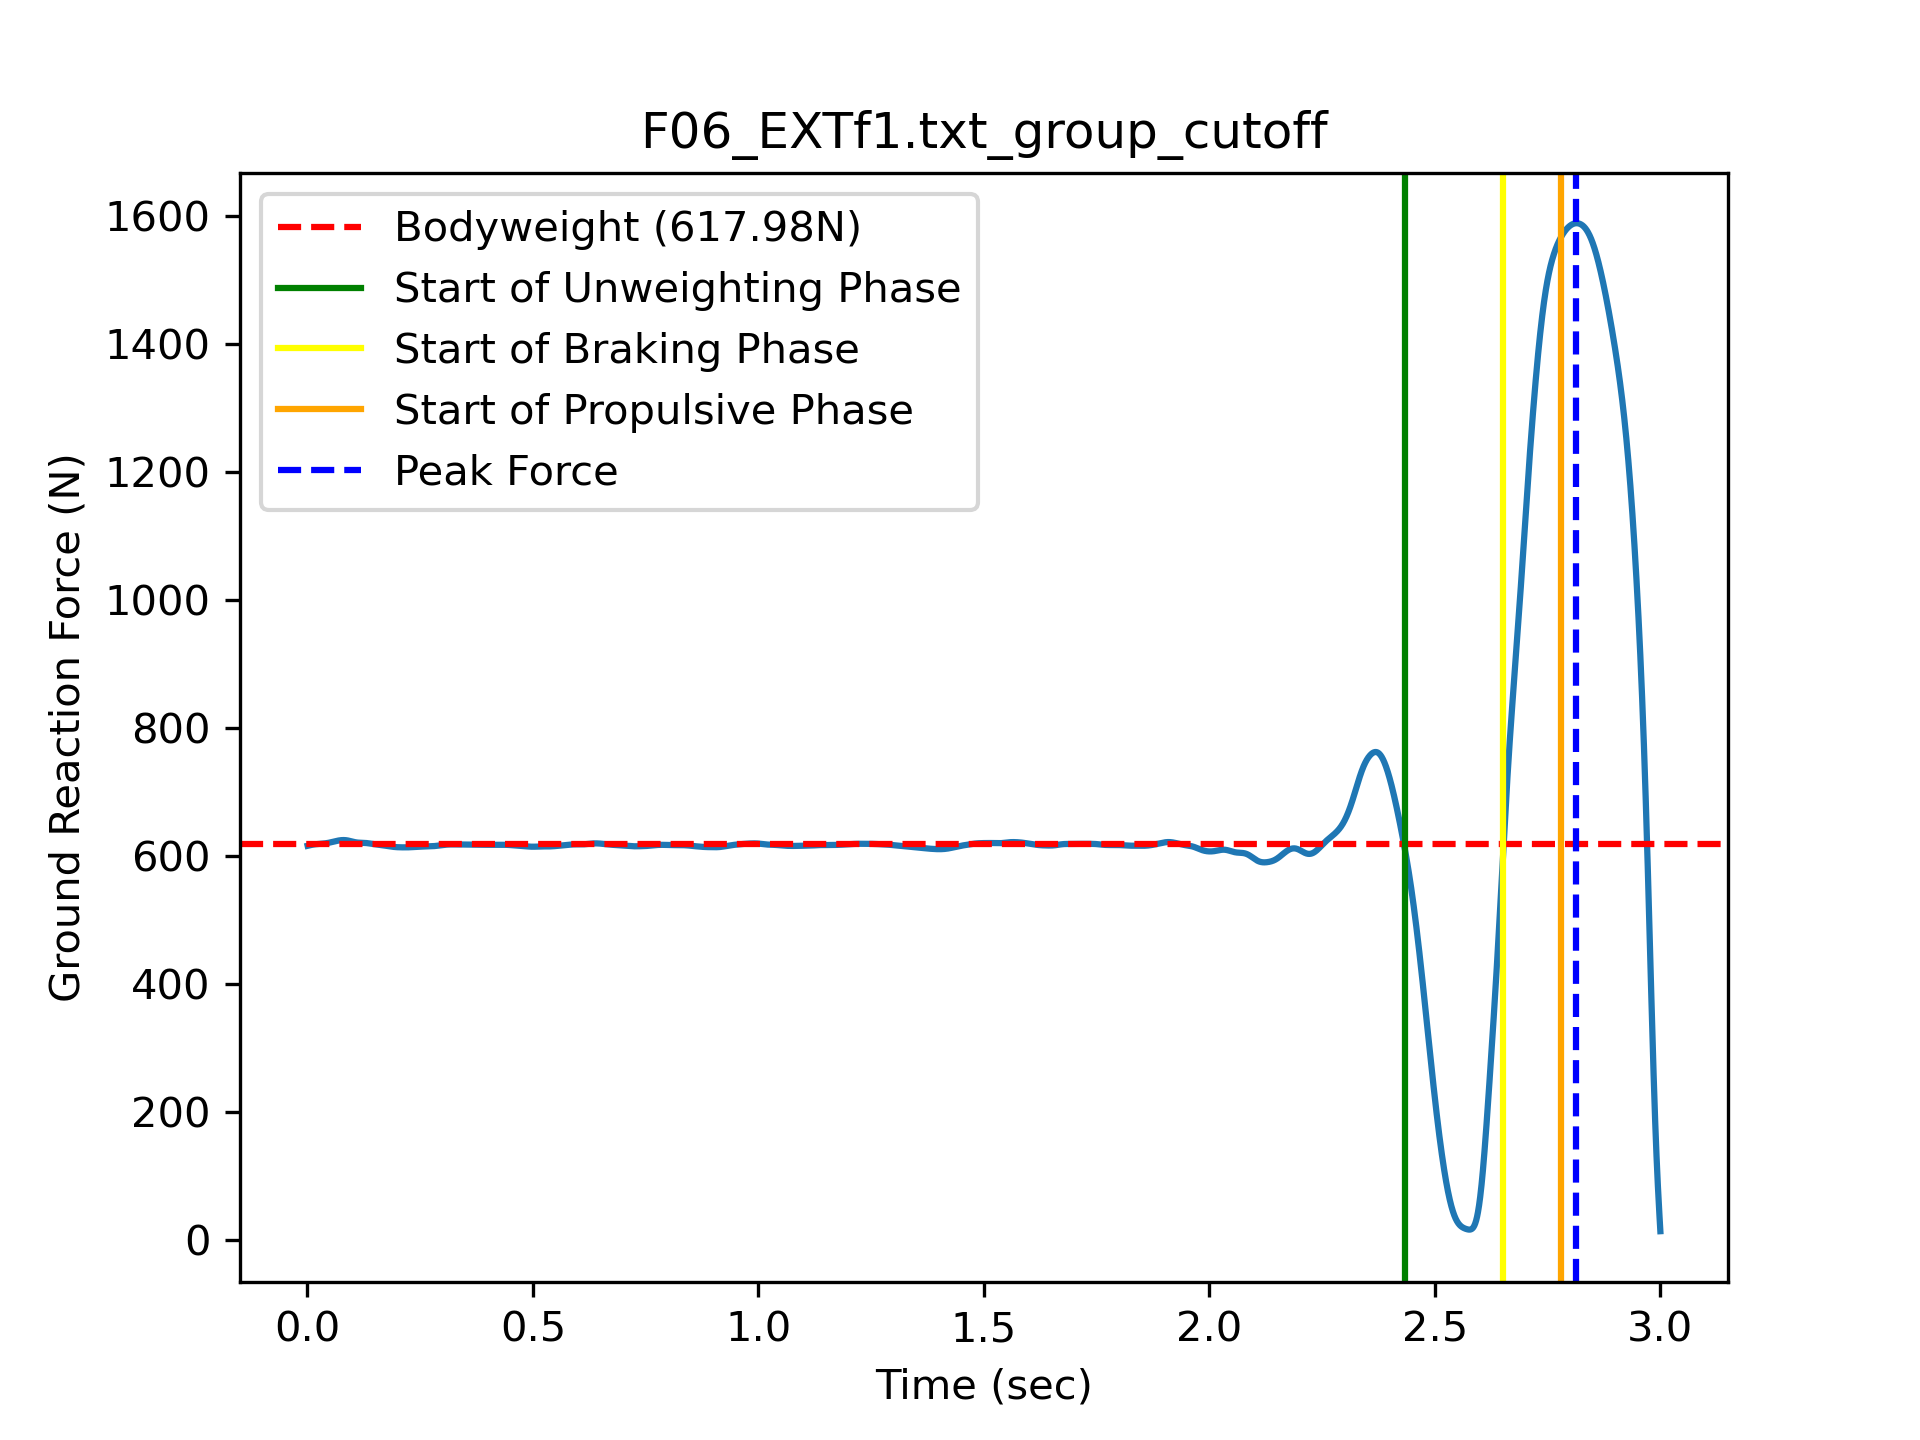 F06_EXTf1.txt_group_cutoff
Bodyweight (617.98N)
Start of Unweighting Phase
Start of Braking Phase
Start of Propulsive Phase
Peak Force
Ground Reaction Force (N)
1600
1400
1200
1000
800
600
400
200
0
0.0 0.5 1.0 1.5 2.0 2.5 3.0
Time (sec)